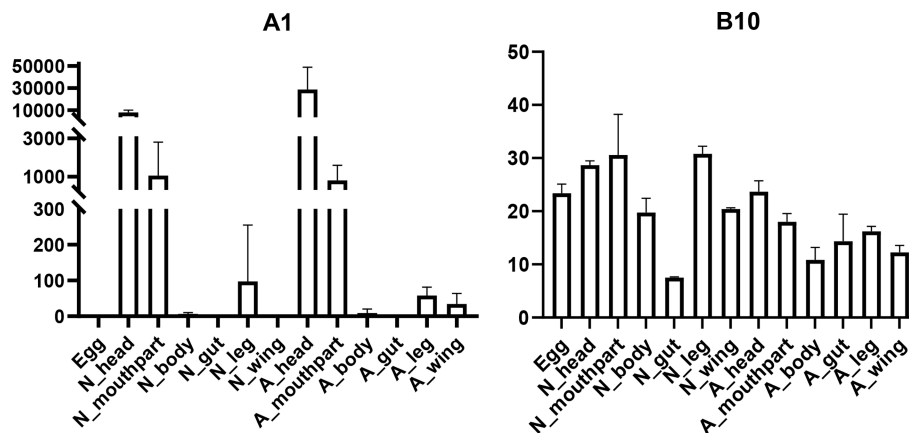 A1
50000
30000
10000
3000
1000
300
200
100
0
Egg
N_head
N_mouthpart
N_body
N_gut
N_leg
N_wing
A_head
A_mouthpart
A_body
A_gut
A_leg
A_wing
B10
50
40
30
20
10
0
Egg
N_head
N_mouthpart
N_body
N_gut
N_leg
N_wing
A_head
A_mouthpart
A_body
A_gut
A_leg
A_wing